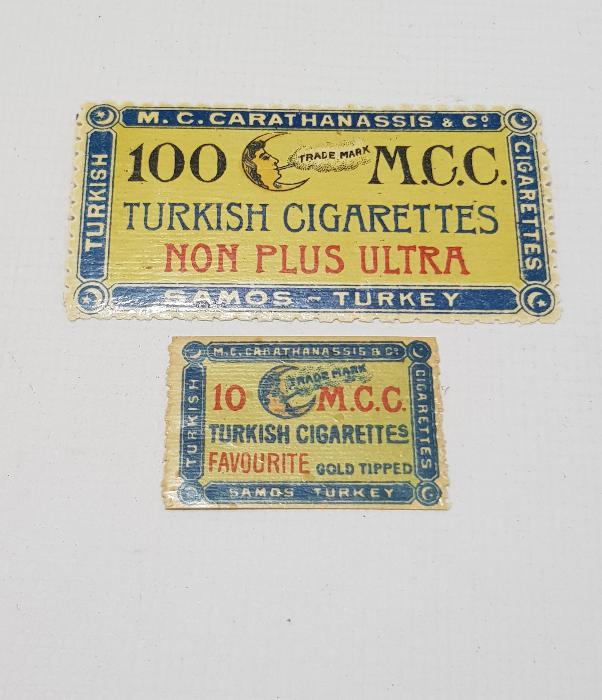 M. C. CARATHANASSIS & Cº
TURKISH
100 TRADE MARK M.C.C.
TURKISH CIGARETTES
NON PLUS ULTRA
CIGARETTES
SAMOS ~ TURKEY
M. C. CARATHANASSIS & Cº
TURKISH
10 TRADE MARK M.C.C.
TURKISH CIGARETTES
FAVOURITE GOLD TIPPED
CIGARETTES
SAMOS TURKEY